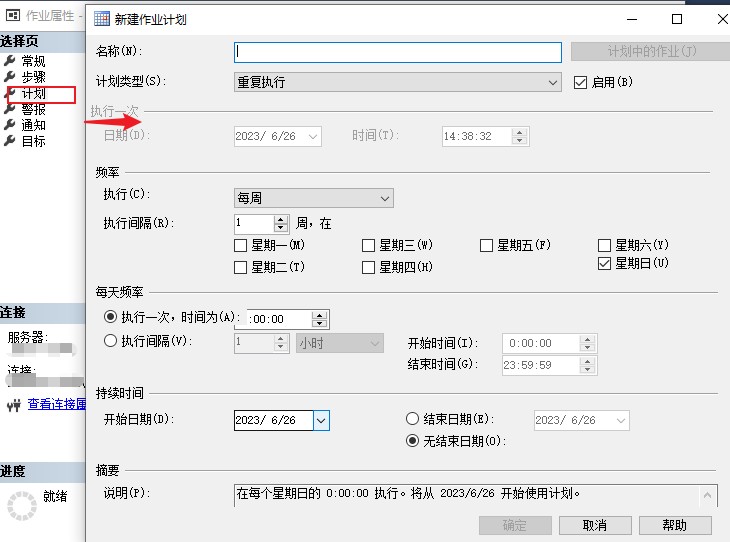 作业属性 -
新建作业计划
选择页
常规
步骤
计划
警报
通知
目标
名称(N):
计划中的作业(J)
计划类型(S):
重复执行
启用(B)
执行一次
日期(D):
2023/ 6/26
时间(T):
14:38:32
频率
执行(C):
每周
执行间隔(R):
1
周，在
星期一(M)
星期三(W)
星期五(F)
星期六(Y)
星期二(T)
星期四(H)
星期日(U)
每天频率
执行一次，时间为(A):
:00:00
执行间隔(V):
1
小时
开始时间(I):
0:00:00
结束时间(G):
23:59:59
连接
服务器:
连接:
查看连接属
持续时间
开始日期(D):
2023/ 6/26
结束日期(E):
2023/ 6/26
无结束日期(O):
进度
就绪
摘要
说明(P):
在每个星期日的 0:00:00 执行。将从 2023/6/26 开始使用计划。
确定
取消
帮助